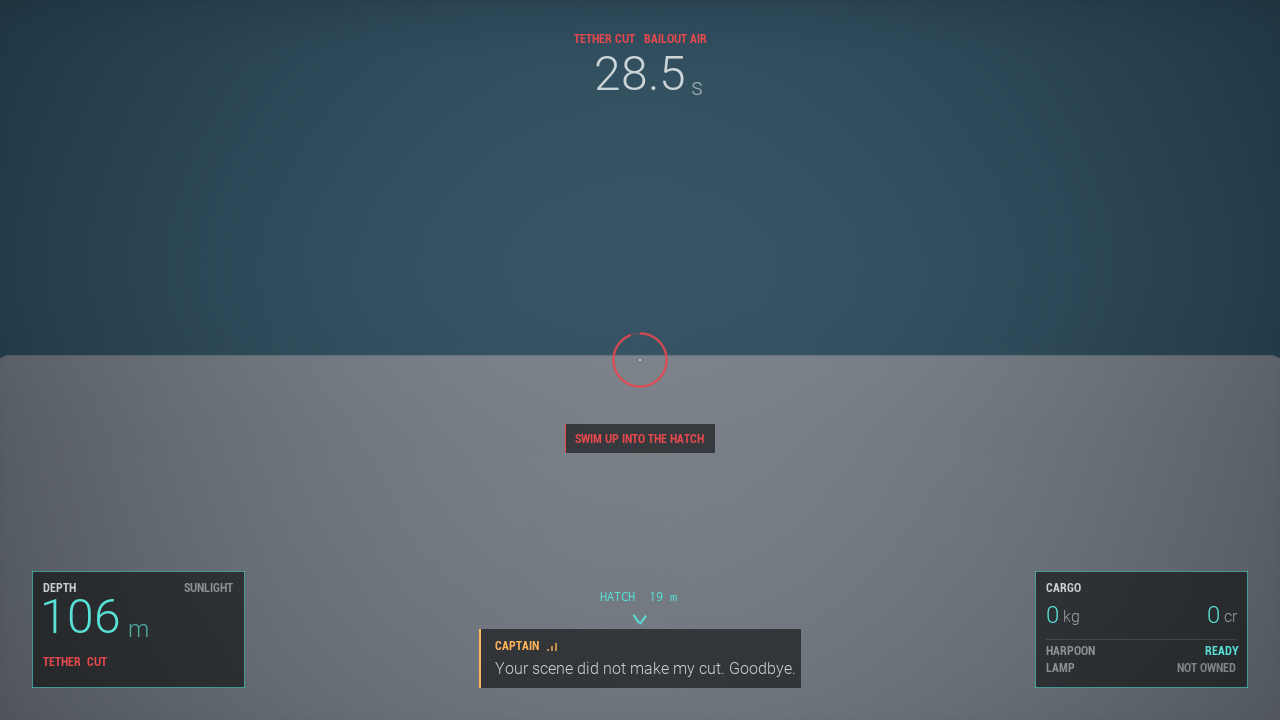 TETHER CUT BAILOUT AIR
28.5 s
SWIM UP INTO THE HATCH
DEPTH SUNLIGHT
106 m
TETHER CUT
HATCH 19 m
CAPTAIN
Your scene did not make my cut. Goodbye.
CARGO
0 kg 0 cr
HARPOON READY
LAMP NOT OWNED